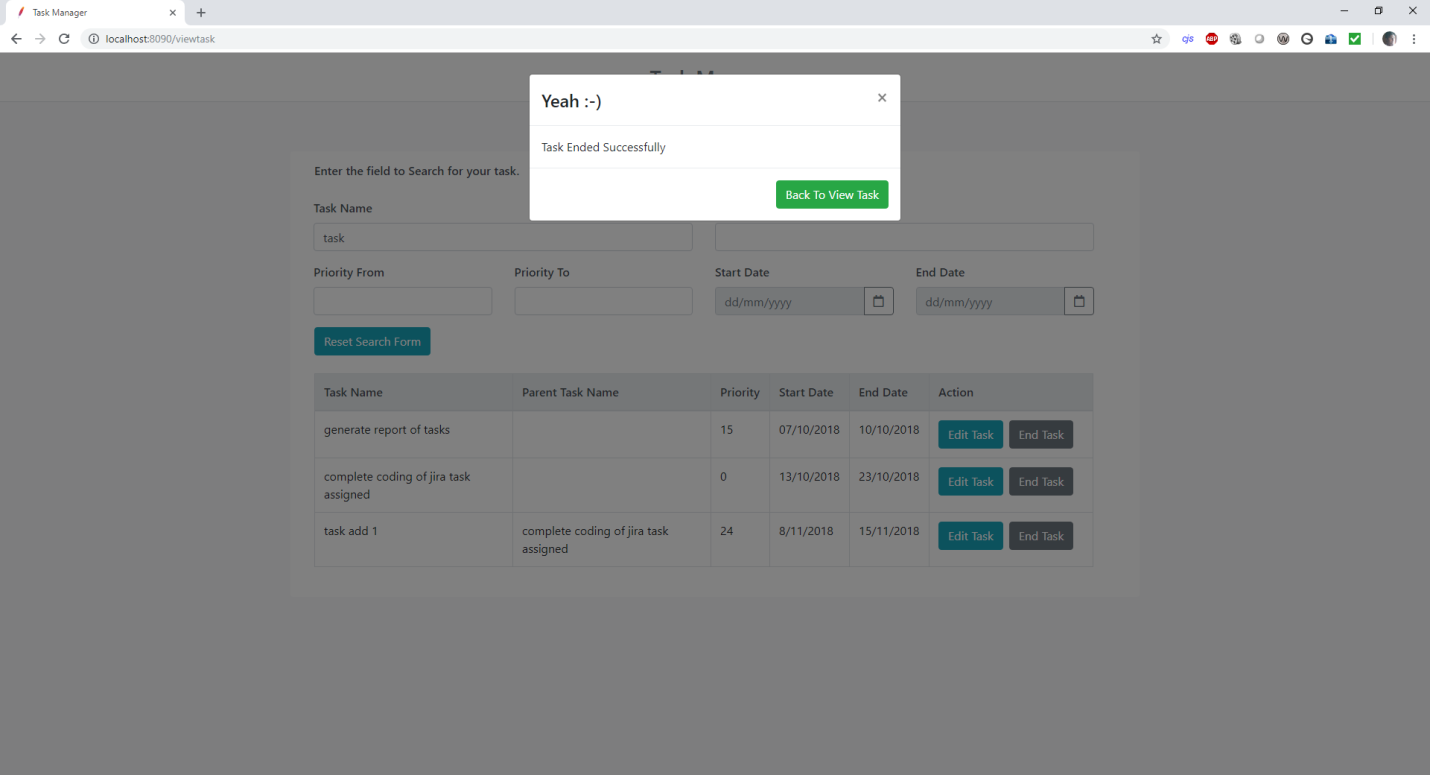 Task Manager
localhost:8090/viewtask
cjs
ABP
Yeah :-)
×
Task Ended Successfully
Back To View Task
Enter the field to Search for your task.
Task Name
task
Priority From Priority To Start Date End Date
dd/mm/yyyy dd/mm/yyyy
Reset Search Form
Task Name Parent Task Name Priority Start Date End Date Action
generate report of tasks 15 07/10/2018 10/10/2018 Edit Task End Task
complete coding of jira task 0 13/10/2018 23/10/2018 Edit Task End Task
assigned
task add 1 complete coding of jira task 24 8/11/2018 15/11/2018 Edit Task End Task
assigned